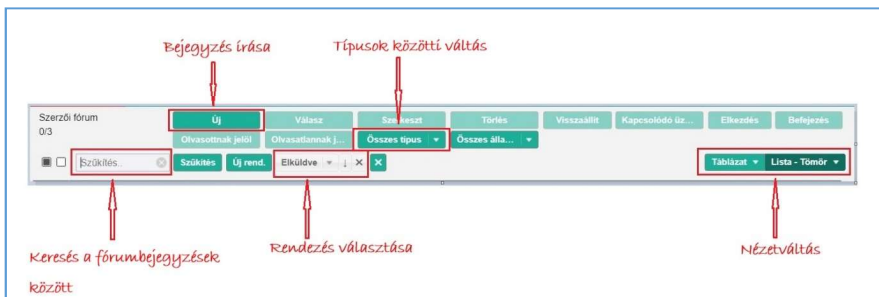 Bejegyzés írása
Típusok közötti váltás
Szerzői fórum
Új
Válasz
Szerkeszt
Törlés
Visszaállít
Kapcsolódó üz...
Elkezdés
Befejezés
0/3
Olvasottnak jelöl
Olvasatlannak j...
Összes típus
Összes álla...
Szűkítés..
Szűkítés
Új rend.
Elküldve
Táblázat
Lista - Tömör
Keresés a fórumbejegyzések
között
Rendezés választása
Nézetváltás